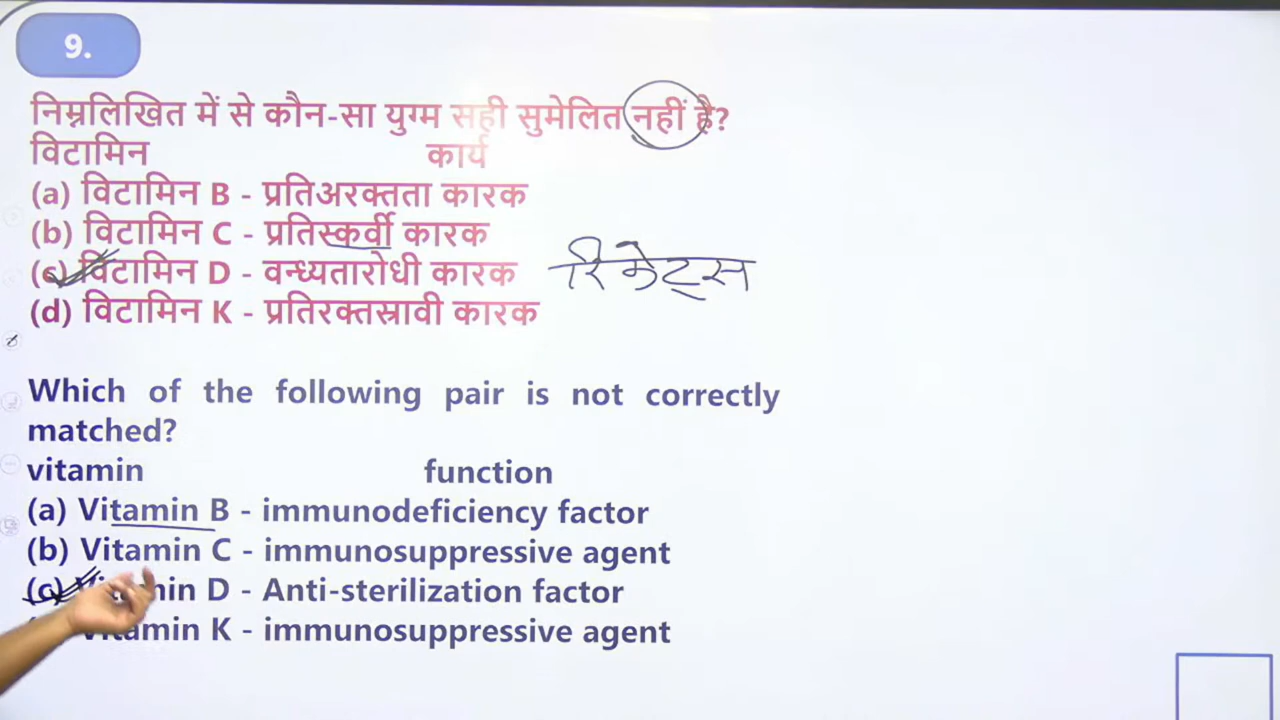 9.
निम्नलिखित में से कौन-सा युग्म सही सुमेलित नहीं है?
विटामिन कार्य
(a) विटामिन B - प्रतिअरक्तता कारक
(b) विटामिन C - प्रतिस्कर्वी कारक
(c) विटामिन D - वन्ध्यतारोधी कारक रिकेट्स
(d) विटामिन K - प्रतिरक्तस्रावी कारक
Which of the following pair is not correctly
matched?
vitamin function
(a) Vitamin B - immunodeficiency factor
(b) Vitamin C - immunosuppressive agent
(c) Vitamin D - Anti-sterilization factor
Vitamin K - immunosuppressive agent